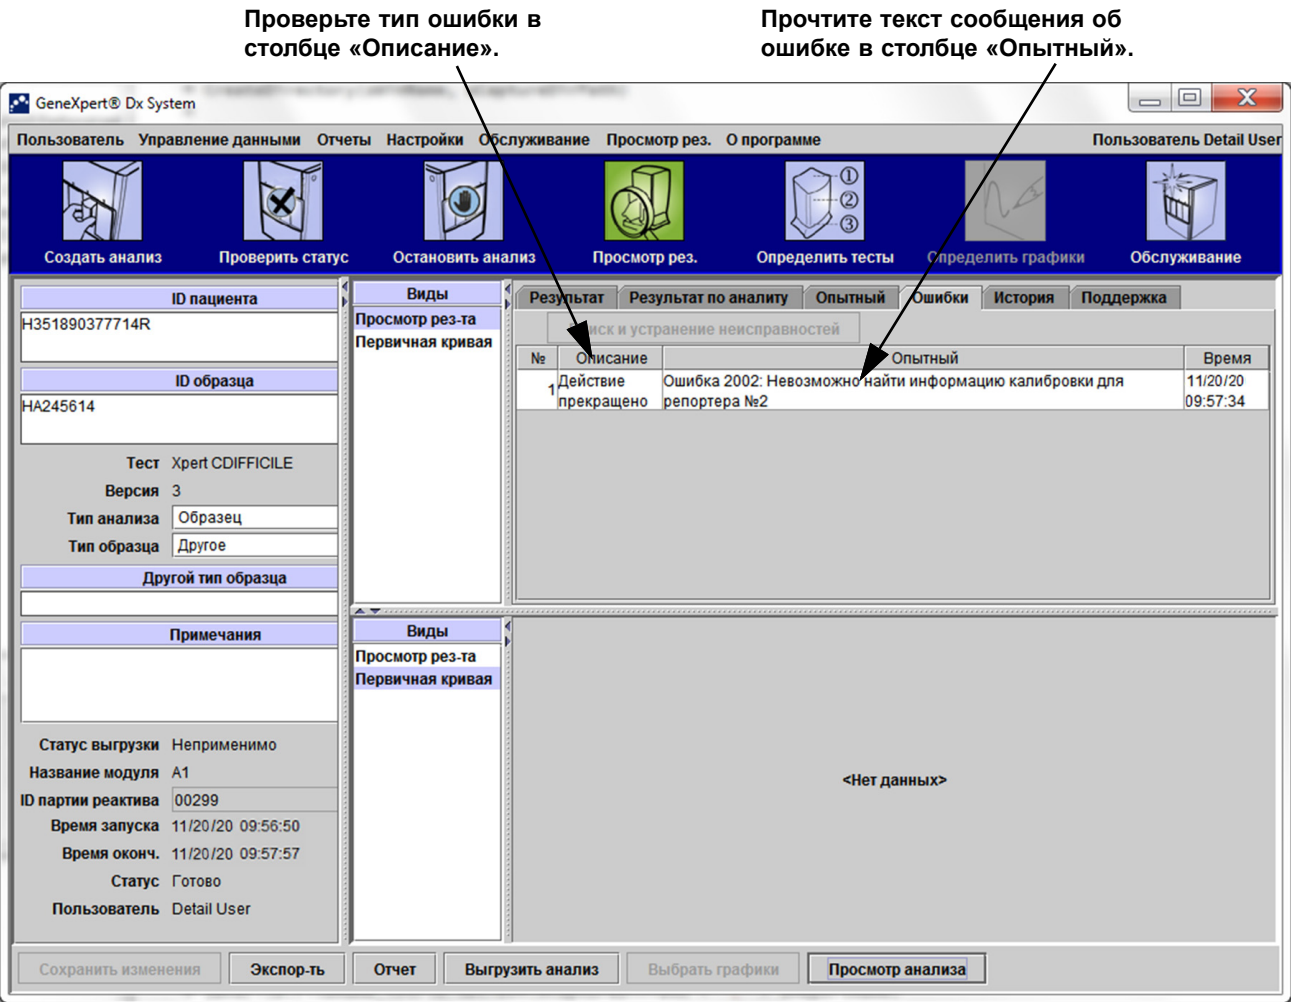 Проверьте тип ошибки в
столбце «Описание».
Прочтите текст сообщения об
ошибке в столбце «Опытный».
GeneXpert® Dx System
Пользователь Управление данными Отчеты Настройки Обслуживание Просмотр рез. О программе Пользователь Detail User
Создать анализ Проверить статус Остановить анализ Просмотр рез. Определить тесты Определить графики Обслуживание
ID пациента
H351890377714R
ID образца
HA245614
Тест Xpert CDIFFICILE
Версия 3
Тип анализа Образец
Тип образца Другое
Другой тип образца
Примечания
Статус выгрузки Неприменимо
Название модуля A1
ID партии реактива 00299
Время запуска 11/20/20 09:56:50
Время оконч. 11/20/20 09:57:57
Статус Готово
Пользователь Detail User
Виды
Просмотр рез-та
Первичная кривая
Результат Результат по аналиту Опытный Ошибки История Поддержка
и устранение неисправностей
№ Описание Опытный Время
1 Действие Ошибка 2002: Невозможно найти информацию калибровки для 11/20/20
прекращено репортера №2 09:57:34
Виды
Просмотр рез-та
Первичная кривая
<Нет данных>
Сохранить изменения Экспор-ть Отчет Выгрузить анализ Выбрать графики Просмотр анализа